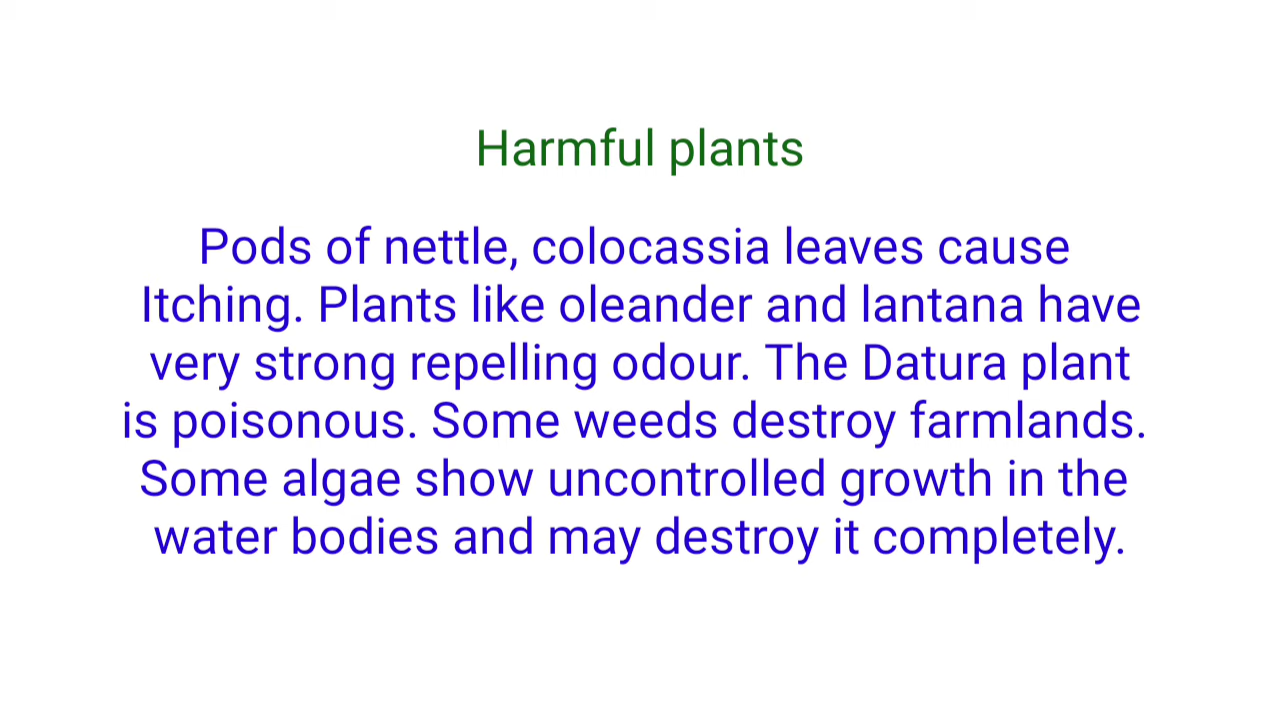 Harmful plants
Pods of nettle, colocassia leaves cause
Itching. Plants like oleander and lantana have
very strong repelling odour. The Datura plant
is poisonous. Some weeds destroy farmlands.
Some algae show uncontrolled growth in the
water bodies and may destroy it completely.